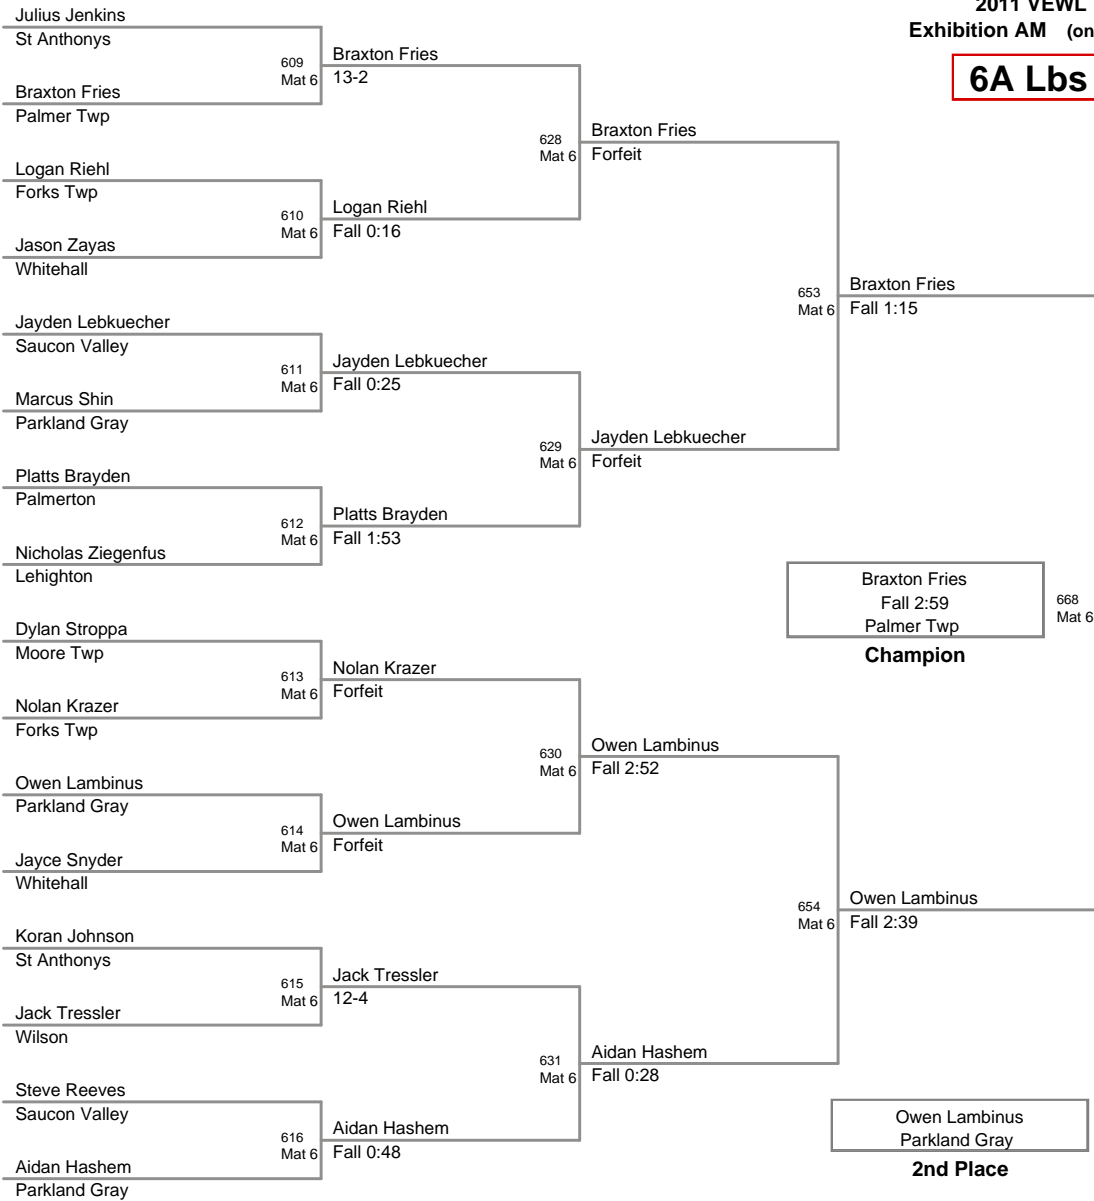 2011 VEWL
Exhibition AM (on
6A Lbs
Julius Jenkins
St Anthonys
609
Mat 6
Braxton Fries
13-2
Braxton Fries
Palmer Twp
628
Mat 6
Braxton Fries
Forfeit
Logan Riehl
Forks Twp
610
Mat 6
Logan Riehl
Fall 0:16
Jason Zayas
Whitehall
653
Mat 6
Braxton Fries
Fall 1:15
Jayden Lebkuecher
Saucon Valley
611
Mat 6
Jayden Lebkuecher
Fall 0:25
Marcus Shin
Parkland Gray
629
Mat 6
Jayden Lebkuecher
Forfeit
Platts Brayden
Palmerton
612
Mat 6
Platts Brayden
Fall 1:53
Nicholas Ziegenfus
Lehighton
Braxton Fries
Fall 2:59
Palmer Twp
668
Mat 6
Champion
Dylan Stroppa
Moore Twp
613
Mat 6
Nolan Krazer
Forfeit
Nolan Krazer
Forks Twp
630
Mat 6
Owen Lambinus
Fall 2:52
Owen Lambinus
Parkland Gray
614
Mat 6
Owen Lambinus
Forfeit
Jayce Snyder
Whitehall
654
Mat 6
Owen Lambinus
Fall 2:39
Koran Johnson
St Anthonys
615
Mat 6
Jack Tressler
12-4
Jack Tressler
Wilson
631
Mat 6
Aidan Hashem
Fall 0:28
Steve Reeves
Saucon Valley
616
Mat 6
Aidan Hashem
Fall 0:48
Aidan Hashem
Parkland Gray
Owen Lambinus
Parkland Gray
2nd Place